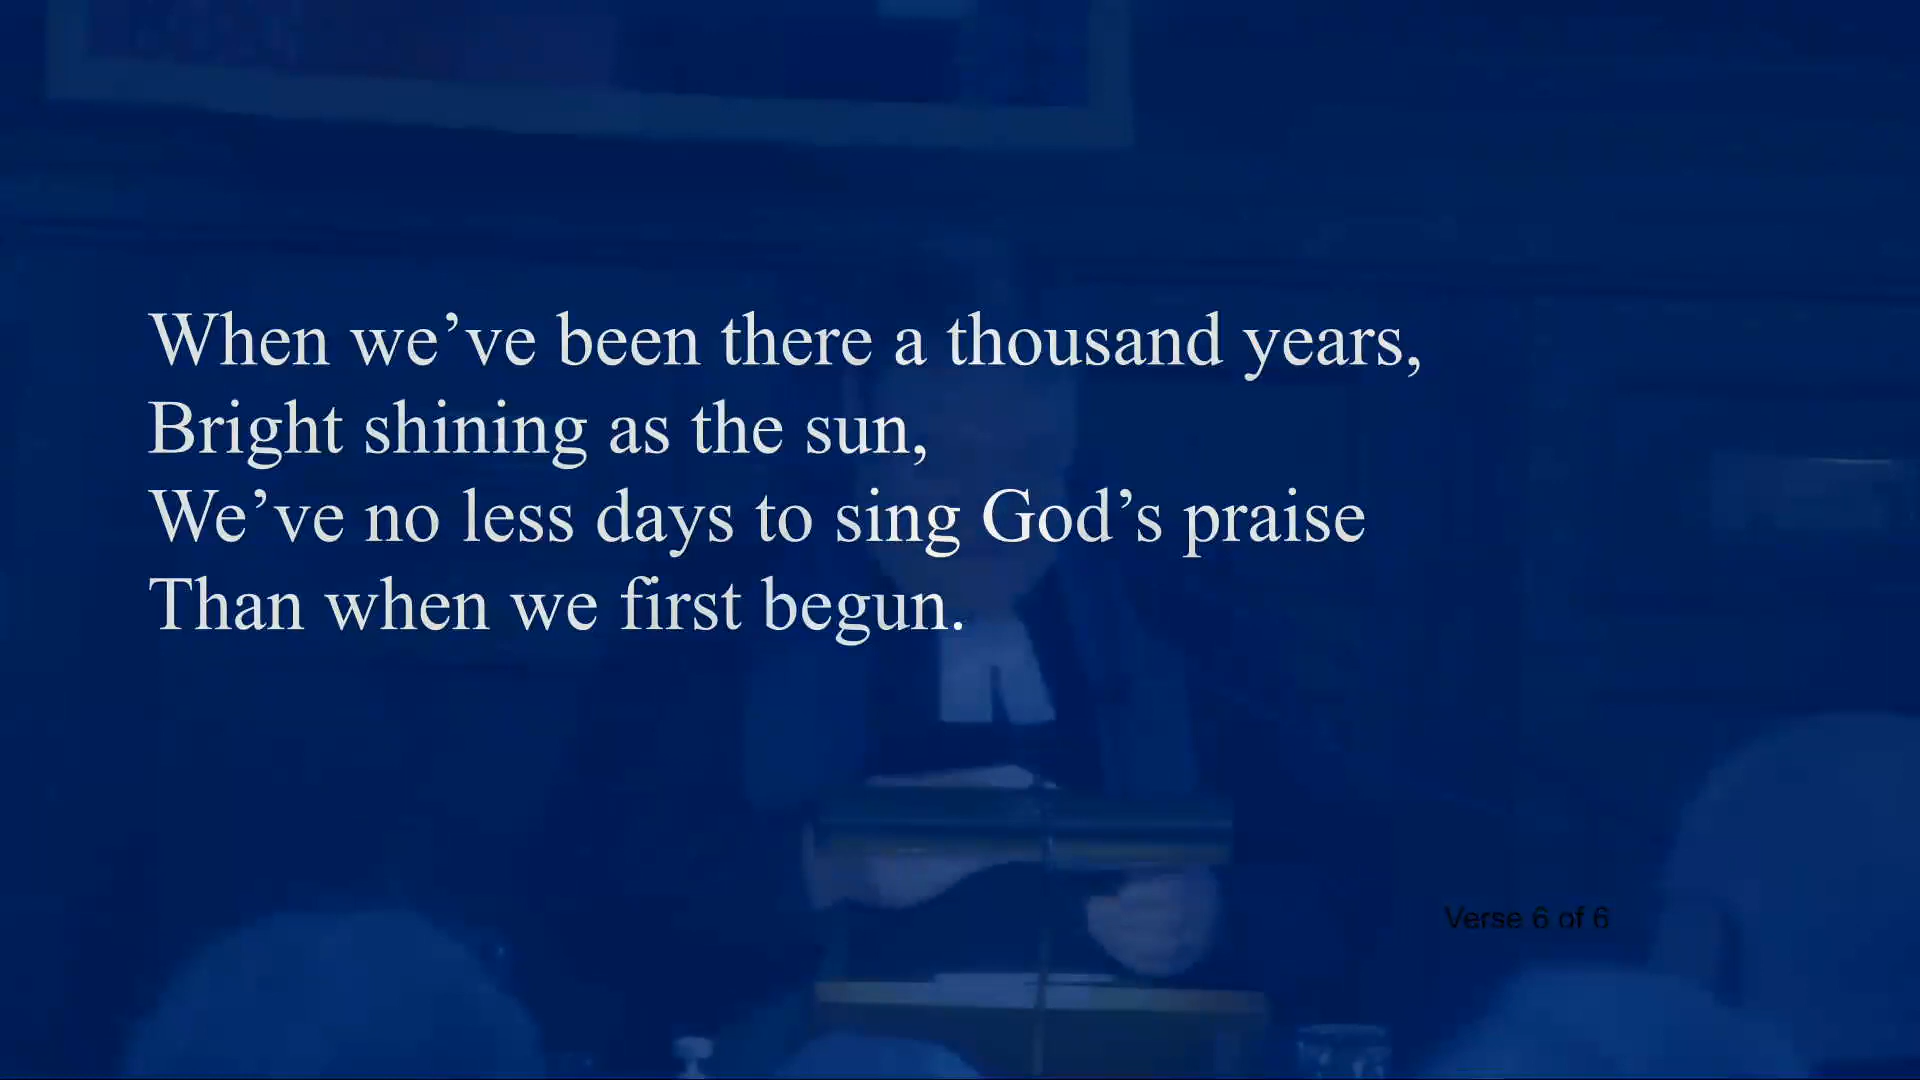 When we’ve been there a thousand years,
Bright shining as the sun,
We’ve no less days to sing God’s praise
Than when we first begun.
Verse 6 of 6